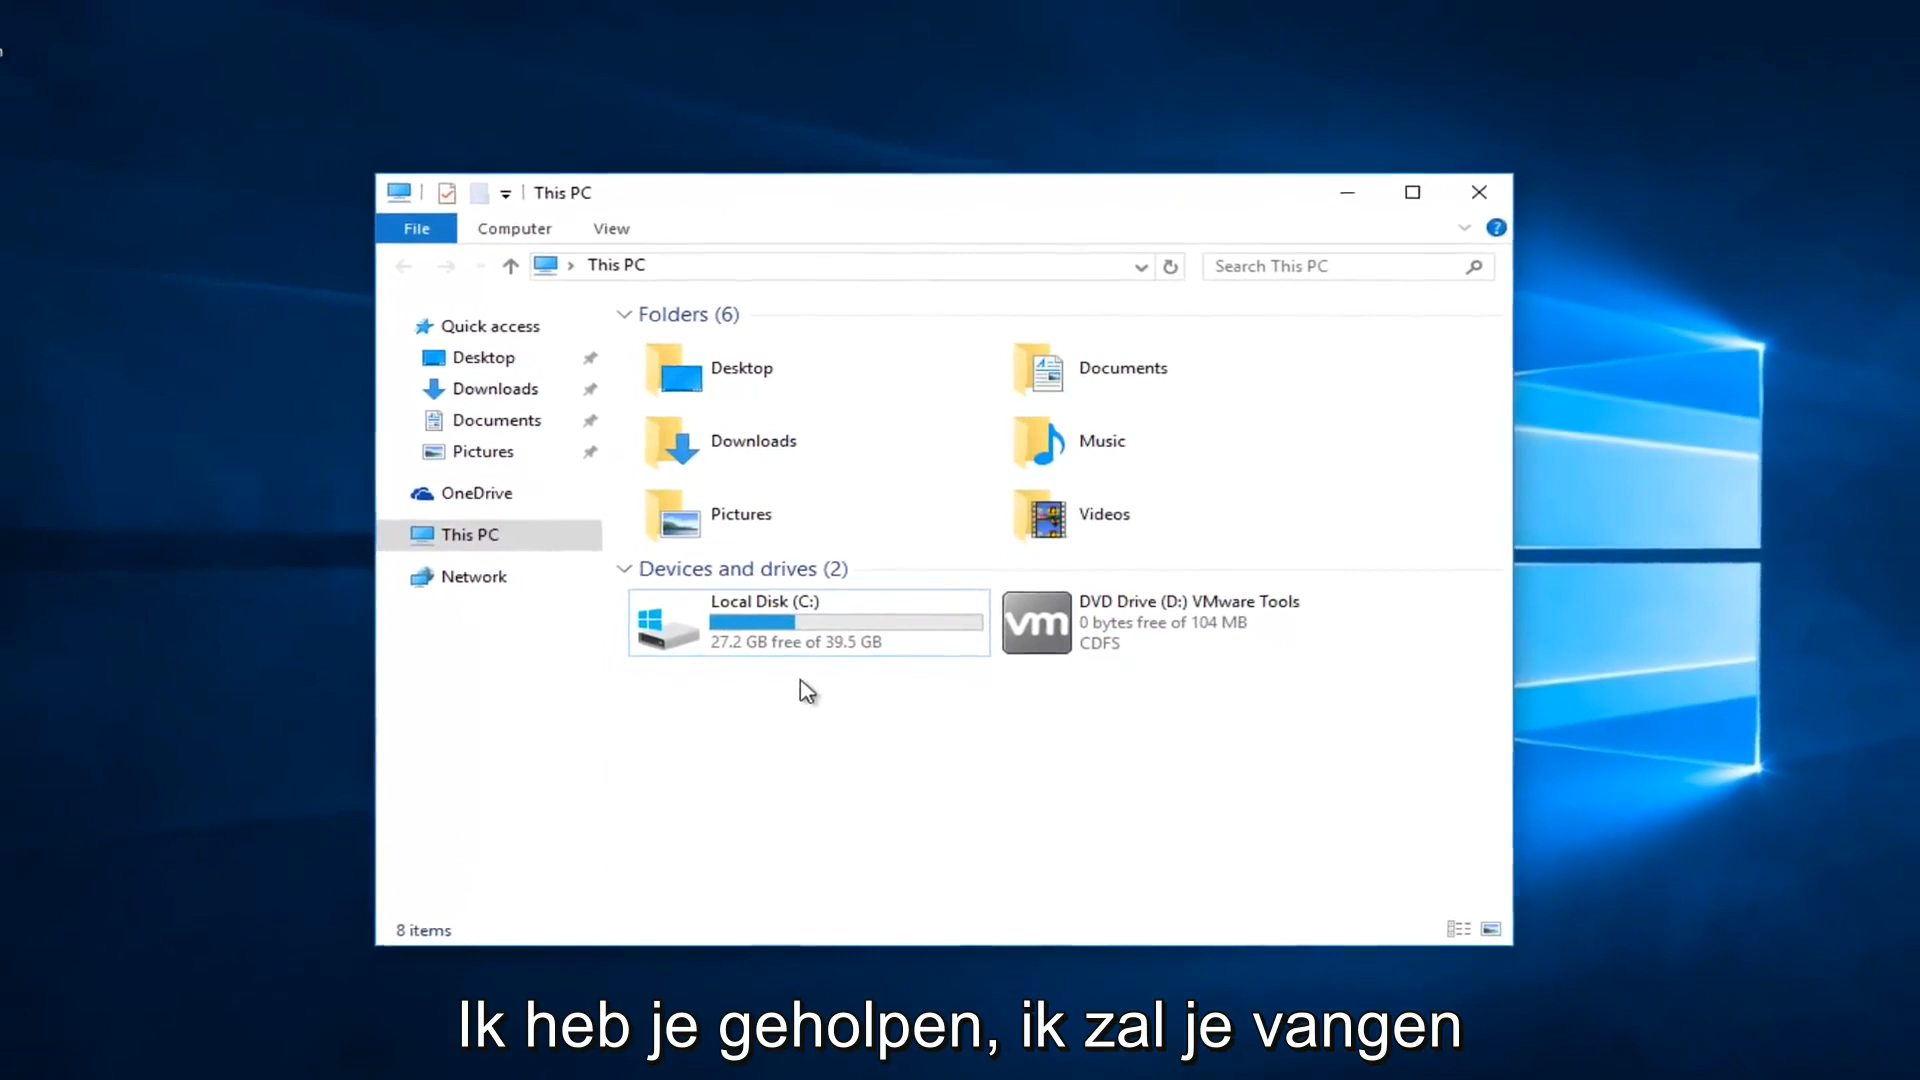 This PC
File Computer View
This PC
Search This PC
Quick access
Desktop
Downloads
Documents
Pictures
OneDrive
This PC
Network
Folders (6)
Desktop
Documents
Downloads
Music
Pictures
Videos
Devices and drives (2)
Local Disk (C:)
27.2 GB free of 39.5 GB
vm
DVD Drive (D:) VMware Tools
0 bytes free of 104 MB
CDFS
8 items
Ik heb je geholpen, ik zal je vangen